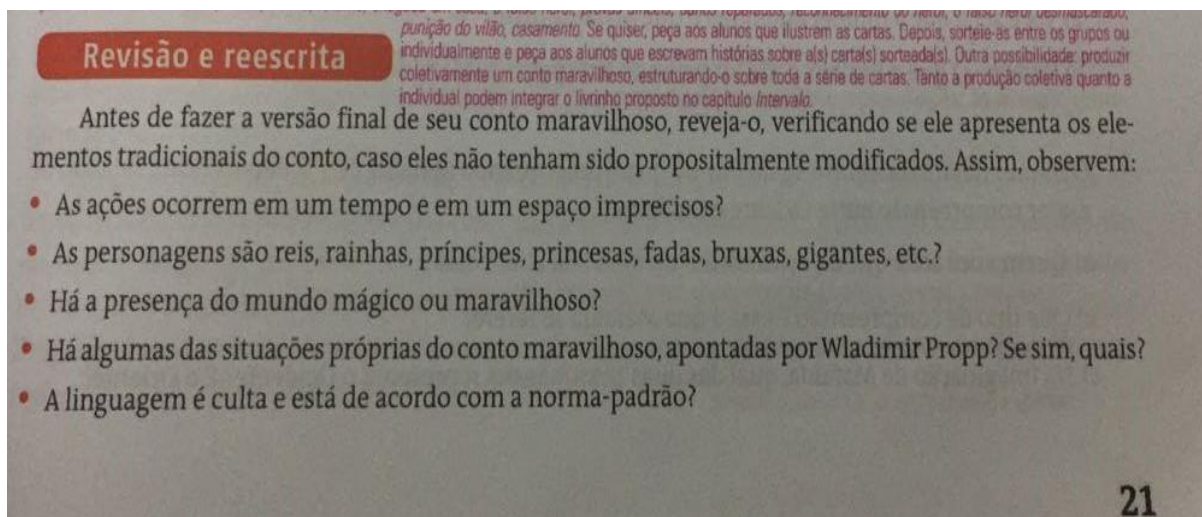 reconhecimento do herói, o falso herói desmascarado,
punição do vilão, casamento. Se quiser, peça aos alunos que ilustrem as cartas. Depois, sorteie-as entre os grupos ou
Revisão e reescrita
individualmente e peça aos alunos que escrevam histórias sobre a(s) carta(s) sorteada(s). Outra possibilidade: produzir
coletivamente um conto maravilhoso, estruturando-o sobre toda a série de cartas. Tanto a produção coletiva quanto a
individual podem integrar o livrinho proposto no capítulo Intervalo.
Antes de fazer a versão final de seu conto maravilhoso, reveja-o, verificando se ele apresenta os ele-
mentos tradicionais do conto, caso eles não tenham sido propositalmente modificados. Assim, observem:
• As ações ocorrem em um tempo e em um espaço imprecisos?
• As personagens são reis, rainhas, príncipes, princesas, fadas, bruxas, gigantes, etc.?
• Há a presença do mundo mágico ou maravilhoso?
• Há algumas das situações próprias do conto maravilhoso, apontadas por Wladimir Propp? Se sim, quais?
• A linguagem é culta e está de acordo com a norma-padrão?
21